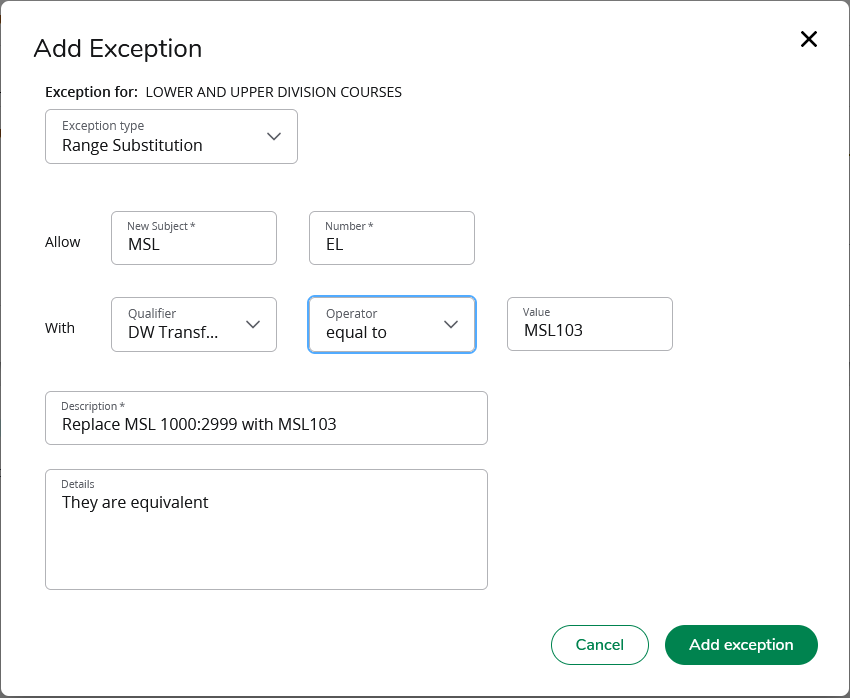 Add Exception
Exception for: LOWER AND UPPER DIVISION COURSES
Exception type
Range Substitution
Allow
New Subject *
MSL
Number *
EL
With
Qualifier
DW Transf...
Operator
equal to
Value
MSL103
Description *
Replace MSL 1000:2999 with MSL103
Details
They are equivalent
Cancel
Add exception